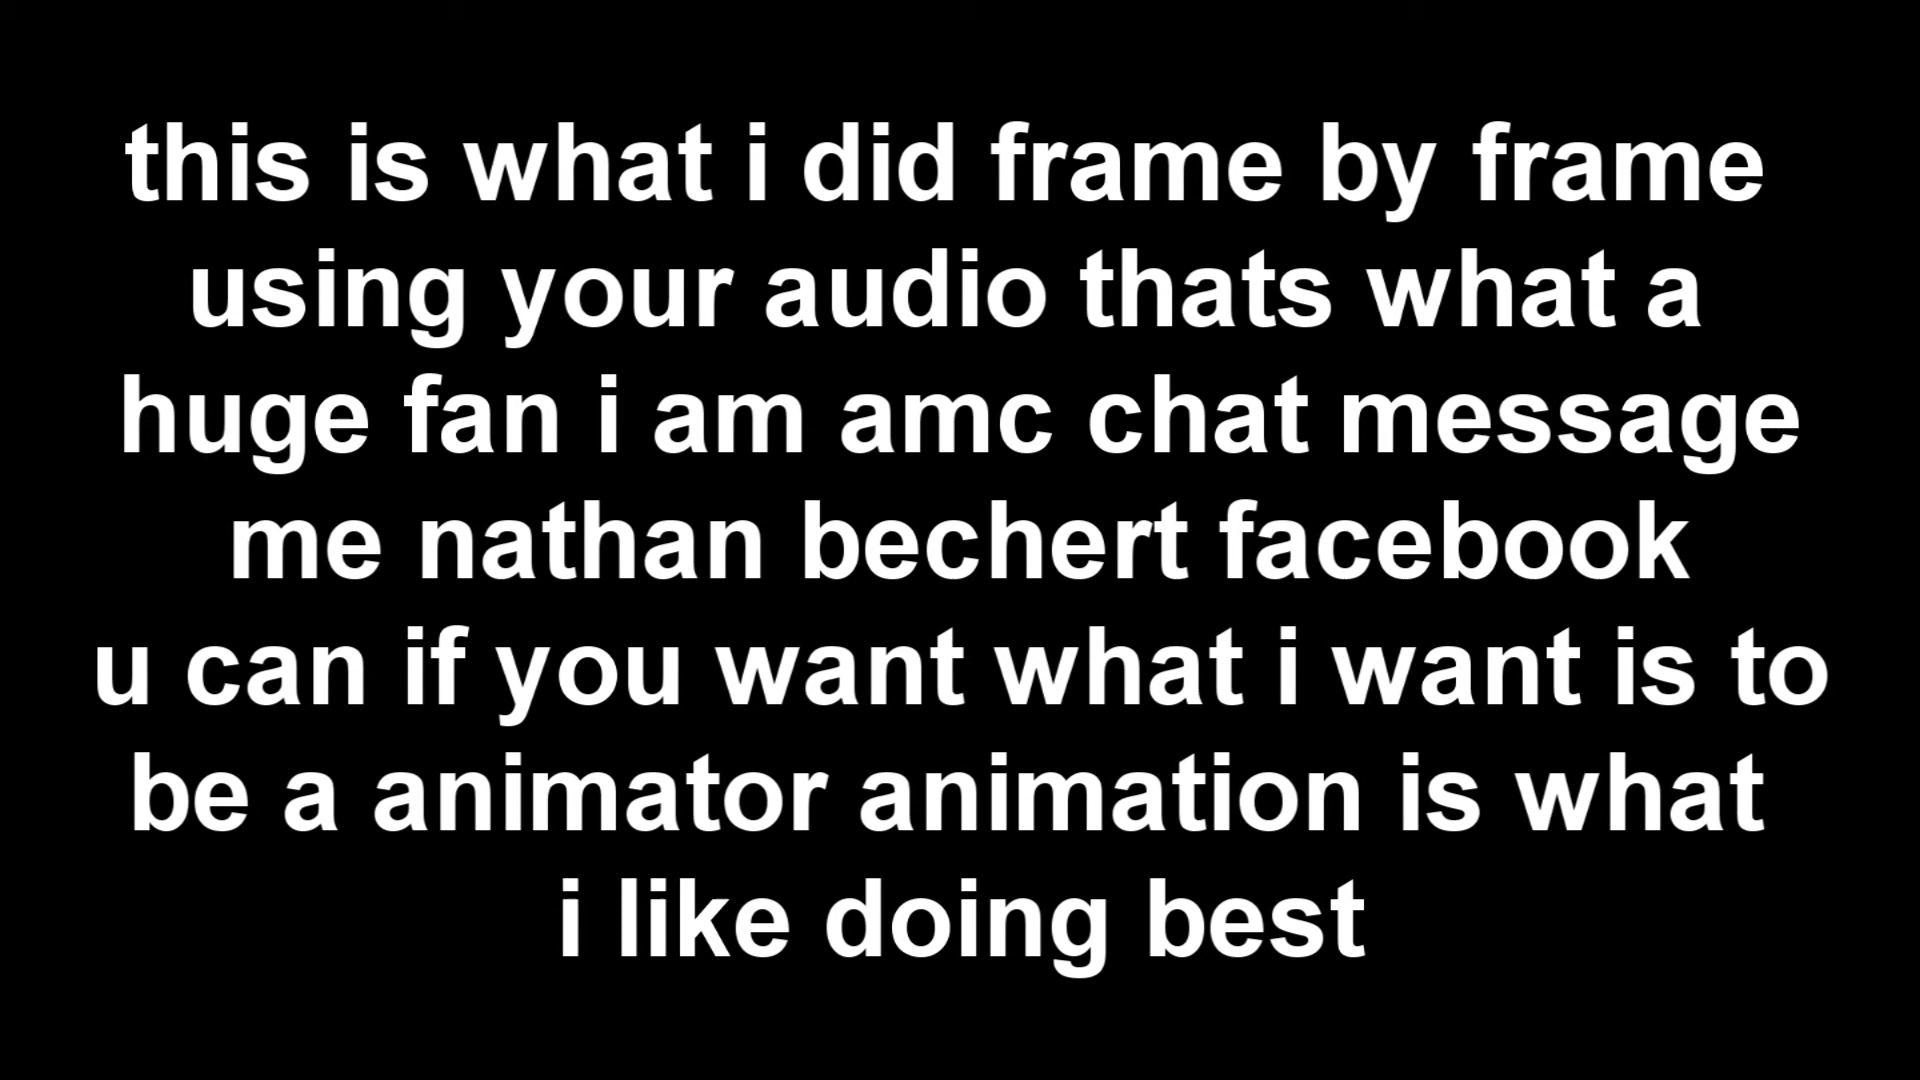 this is what i did frame by frame
using your audio thats what a
huge fan i am amc chat message
me nathan bechert facebook
u can if you want what i want is to
be a animator animation is what
i like doing best